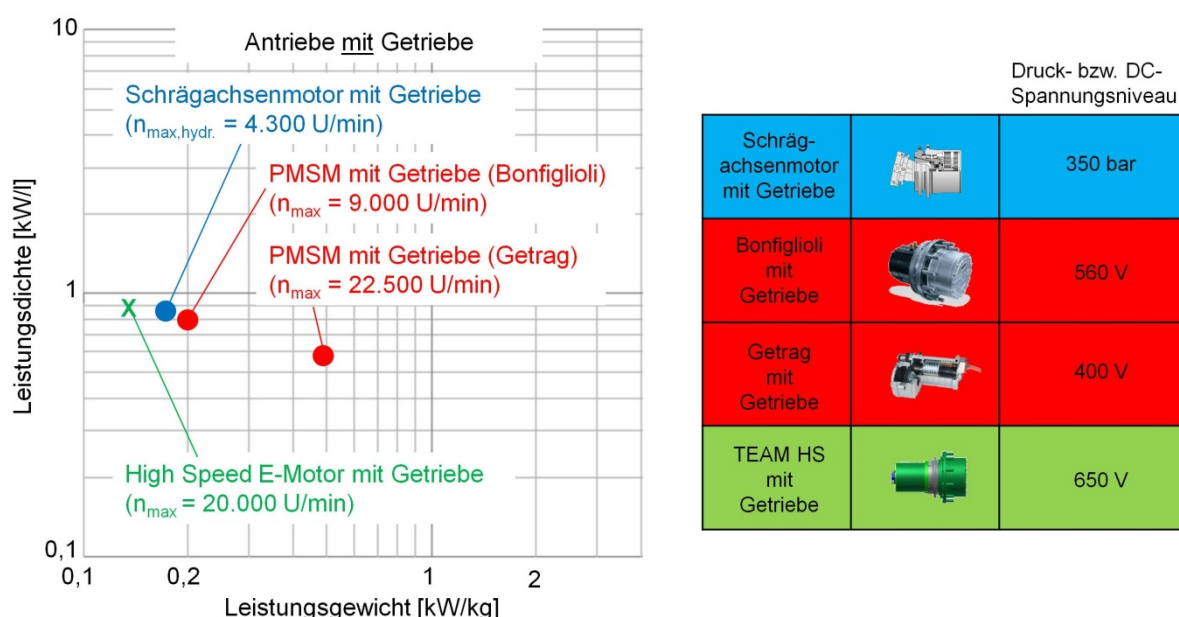 10
Antriebe mit Getriebe
Schrägachsenmotor mit Getriebe
(nmax,hydr. = 4.300 U/min)
PMSM mit Getriebe (Bonfiglioli)
(nmax = 9.000 U/min)
PMSM mit Getriebe (Getrag)
(nmax = 22.500 U/min)
Leistungsdichte [kW/l]
1
X
High Speed E-Motor mit Getriebe
(nmax = 20.000 U/min)
0,1
0,1
0,2
1
2
Leistungsgewicht [kW/kg]
Druck- bzw. DC-
Spannungsniveau
Schräg-
achsenmotor
mit Getriebe
350 bar
Bonfiglioli
mit
Getriebe
560 V
Getrag
mit
Getriebe
400 V
TEAM HS
mit
Getriebe
650 V